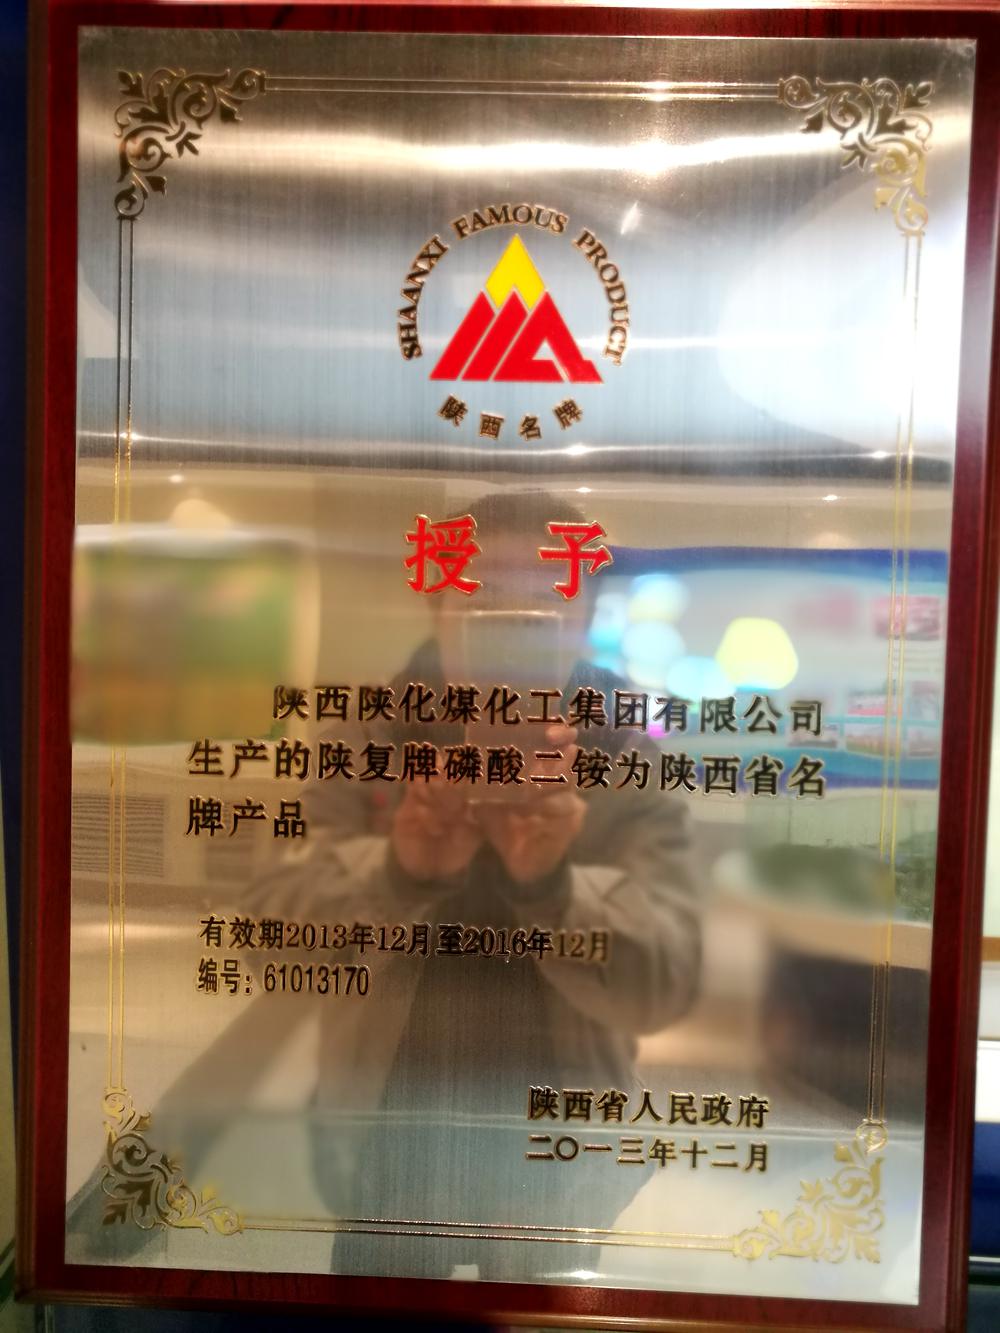 SHAANXI FAMOUS PRODUCT
陕西名牌
授予
陕西陕化煤化工集团有限公司
生产的陕复牌磷酸二铵为陕西省名
牌产品
有效期2013年12月至2016年12月
编号：61013170
陕西省人民政府
二〇一三年十二月